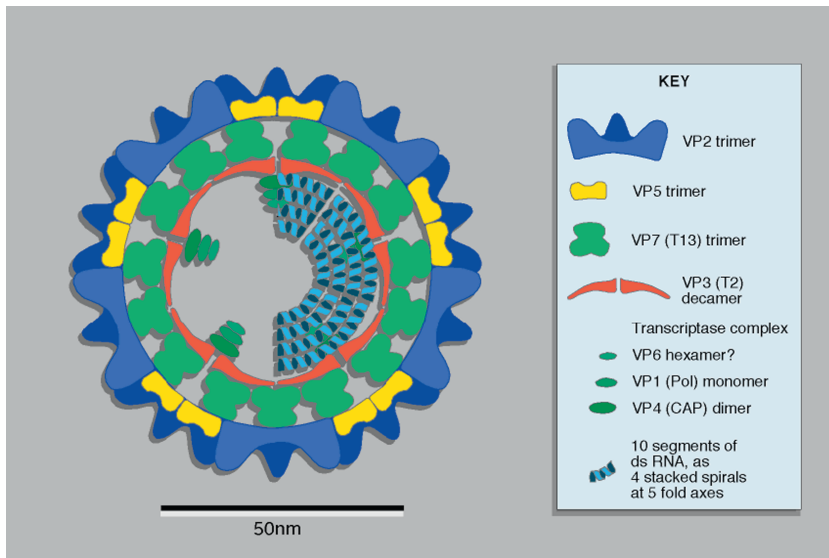 KEY
VP2 trimer
VP5 trimer
VP7 (T13) trimer
VP3 (T2)
decamer
Transcriptase complex
VP6 hexamer?
VP1 (Pol) monomer
VP4 (CAP) dimer
10 segments of
ds RNA, as
4 stacked spirals
at 5 fold axes
50nm